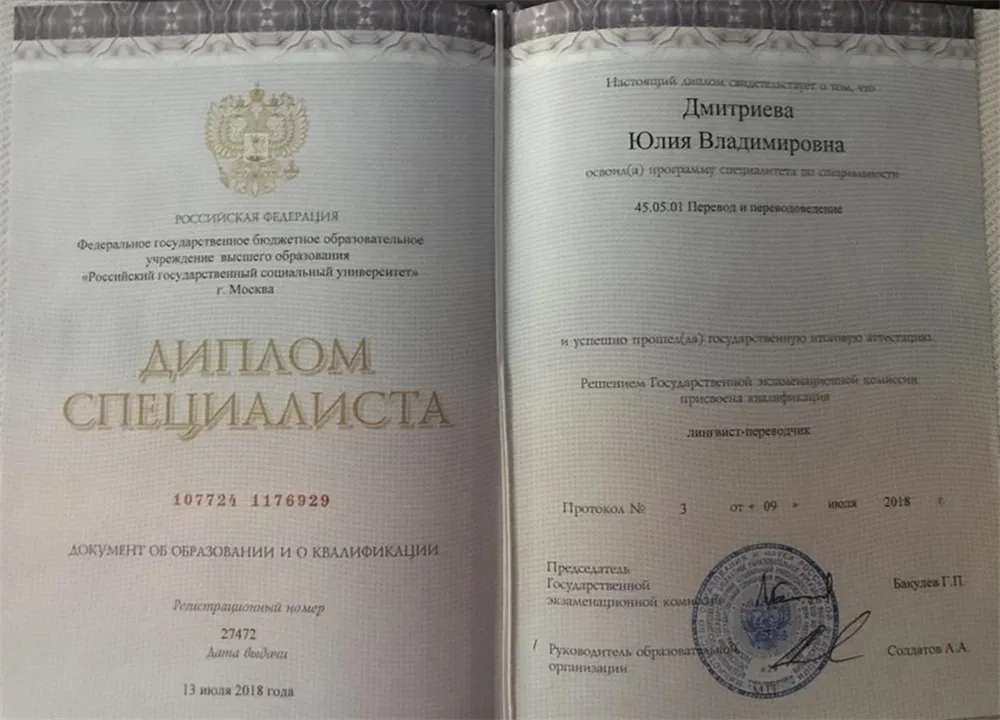 РОССИЙСКАЯ ФЕДЕРАЦИЯ
Федеральное государственное бюджетное образовательное
учреждение высшего образования
«Российский государственный социальный университет»
г. Москва
ДИПЛОМ
СПЕЦИАЛИСТА
107724 1176929
ДОКУМЕНТ ОБ ОБРАЗОВАНИИ И О КВАЛИФИКАЦИИ
Регистрационный номер
27472
Дата выдачи
13 июля 2018 года
Настоящий диплом свидетельствует о том, что
Дмитриева
Юлия Владимировна
освоил(а) программу специалитета по специальности
45.05.01 Перевод и переводоведение
и успешно прошел(ла) государственную итоговую аттестацию
Решением Государственной экзаменационной комиссии
присвоена квалификация
лингвист-переводчик
Протокол № 3 от « 09 » июля 2018 г.
Председатель
Государственной
экзаменационной комиссии
Бакулев Г.П.
Руководитель образовательной
организации
Солдатов А.А.